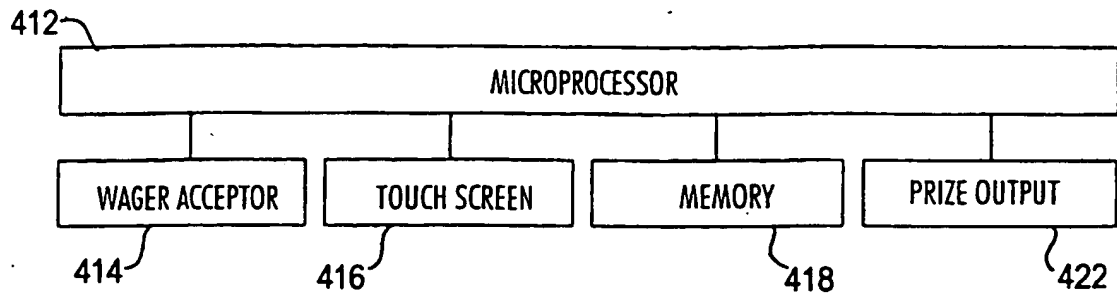 412
MICROPROCESSOR
WAGER ACCEPTOR
TOUCH SCREEN
MEMORY
PRIZE OUTPUT
414
416
418
422